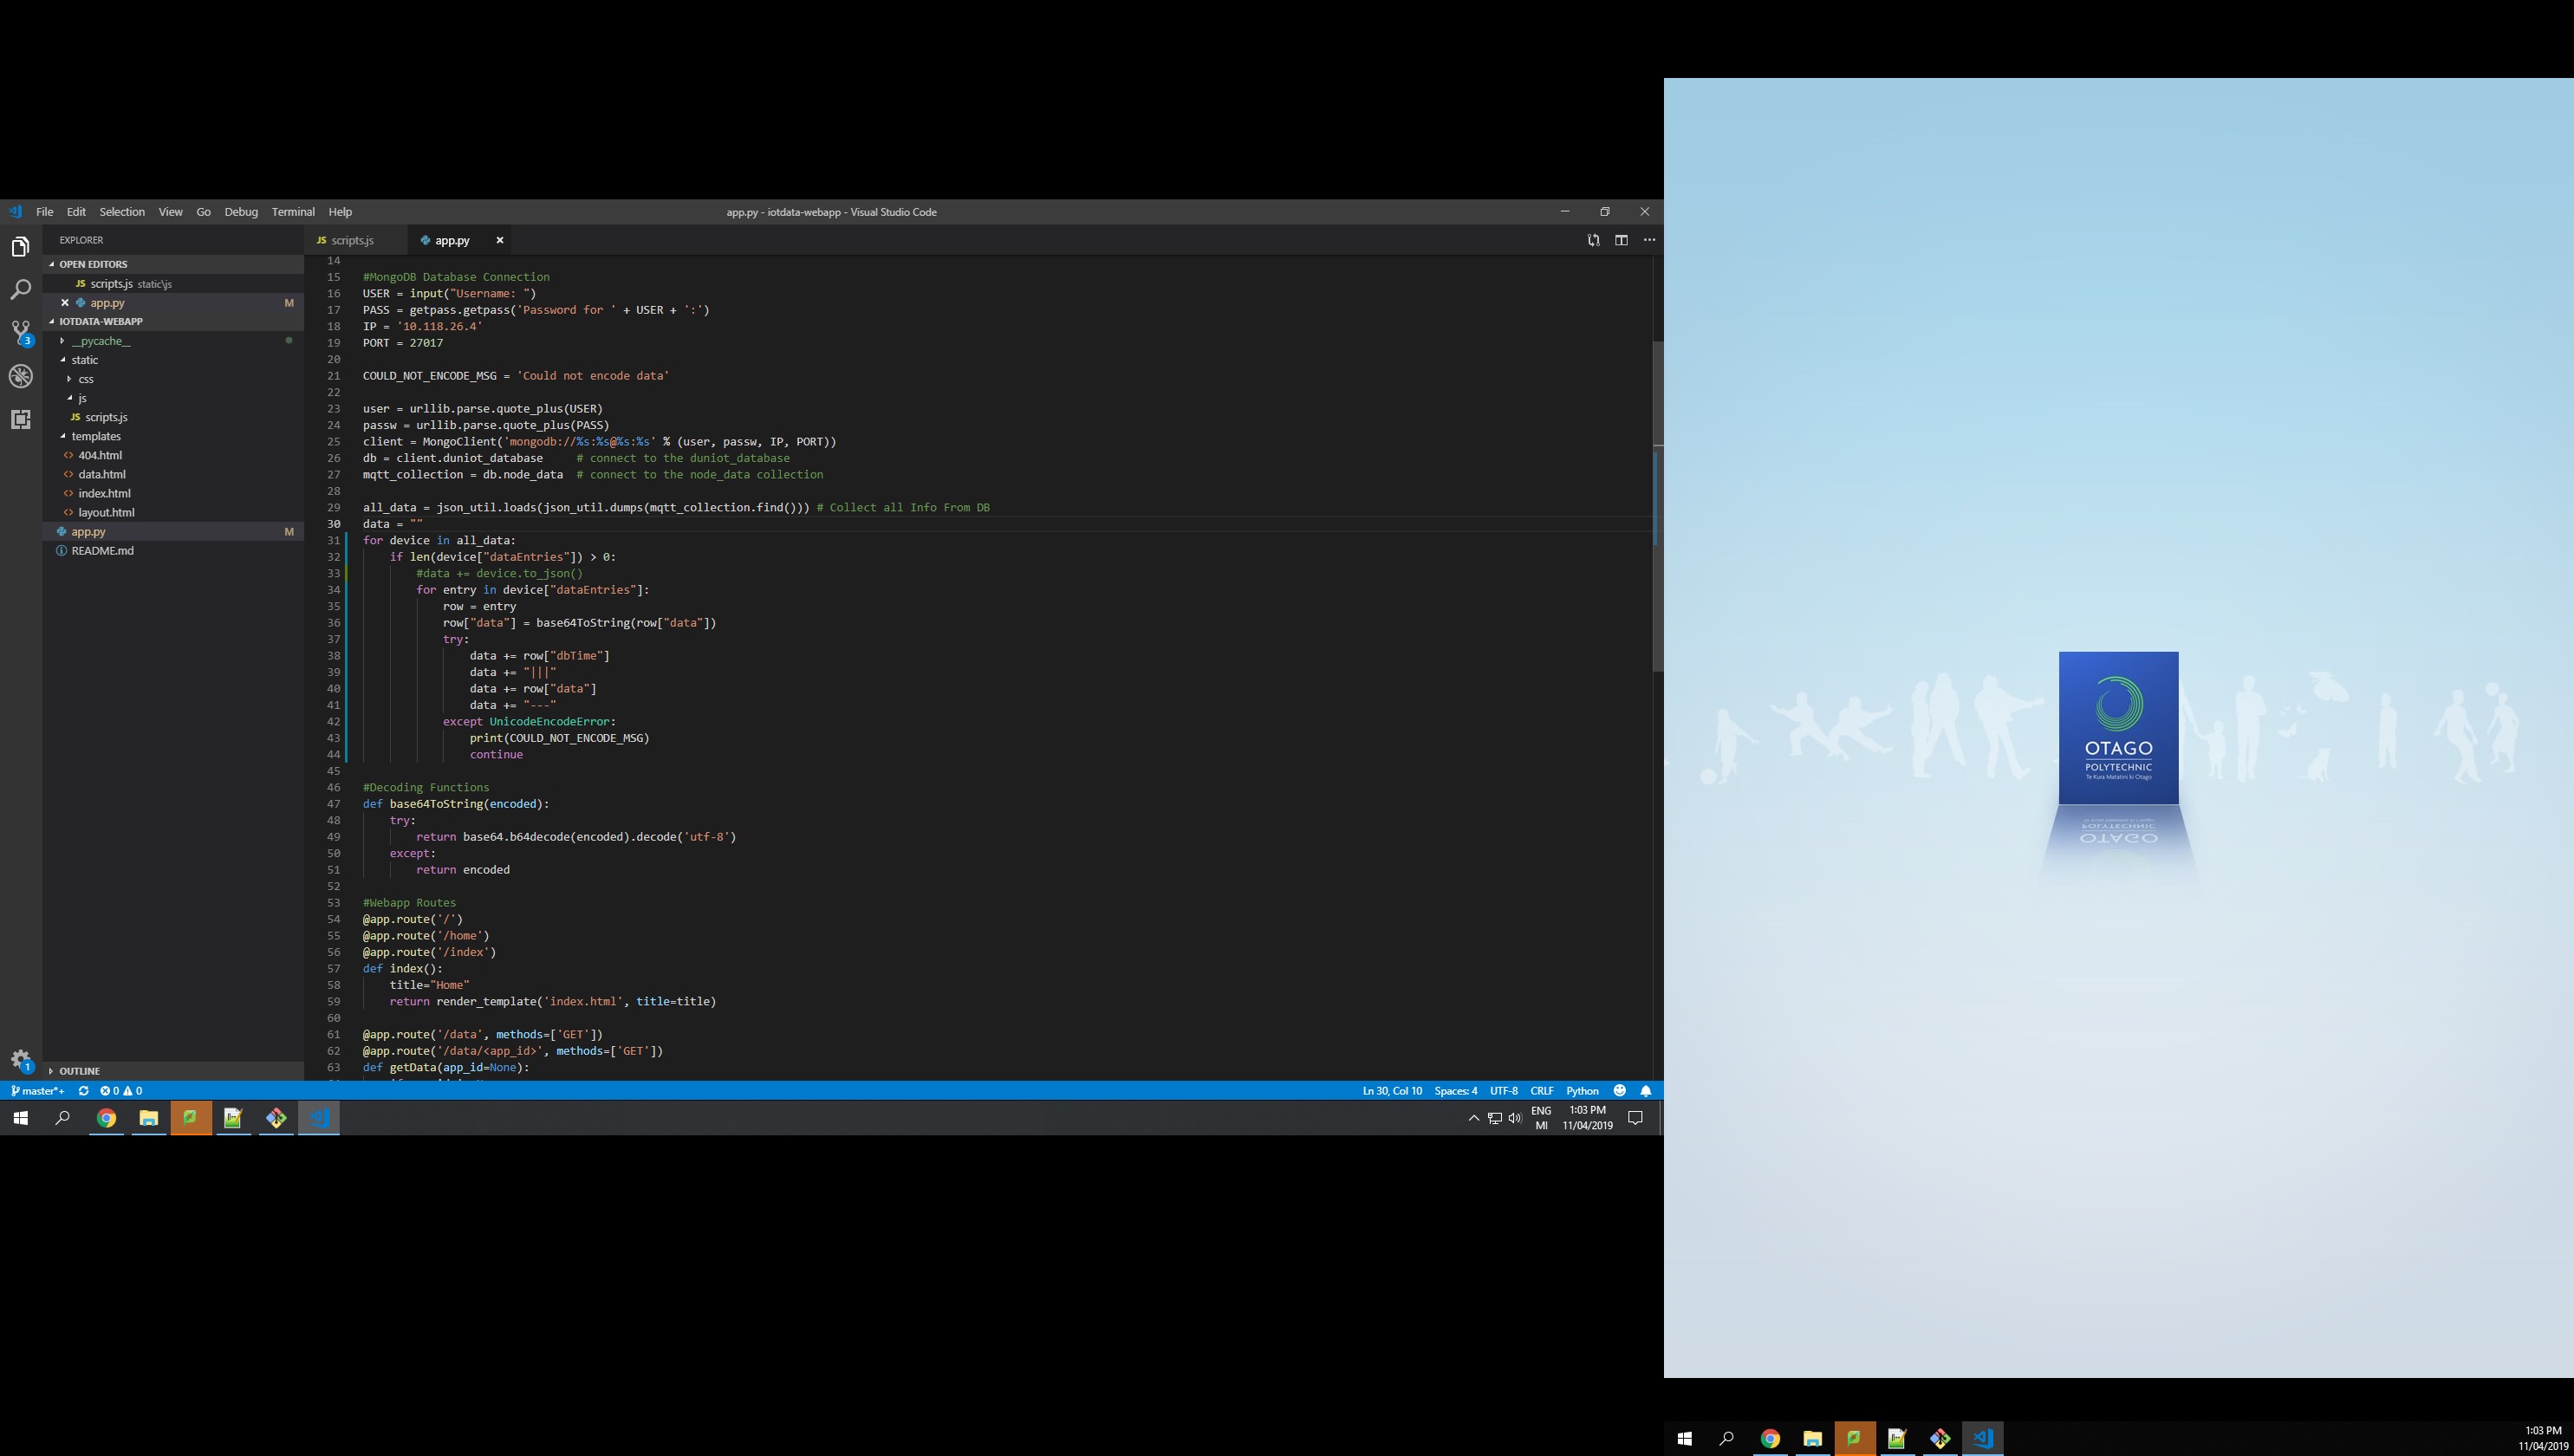 File Edit Selection View Go Debug Terminal Help
app.py - iotdata-webapp - Visual Studio Code
EXPLORER
OPEN EDITORS
JS scripts.js static\js
app.py M
IOTDATA-WEBAPP
__pycache__
static
css
js
JS scripts.js
templates
<> 404.html
<> data.html
<> index.html
<> layout.html
app.py M
README.md
OUTLINE
3
1
JS scripts.js
app.py
14
15 #MongoDB Database Connection
16 USER = input("Username: ")
17 PASS = getpass.getpass('Password for ' + USER + ':')
18 IP = '10.118.26.4'
19 PORT = 27017
20
21 COULD_NOT_ENCODE_MSG = 'Could not encode data'
22
23 user = urllib.parse.quote_plus(USER)
24 passw = urllib.parse.quote_plus(PASS)
25 client = MongoClient('mongodb://%s:%s@%s:%s' % (user, passw, IP, PORT))
26 db = client.duniot_database     # connect to the duniot_database
27 mqtt_collection = db.node_data  # connect to the node_data collection
28
29 all_data = json_util.loads(json_util.dumps(mqtt_collection.find())) # Collect all Info From DB
30 data = ""
31 for device in all_data:
32     if len(device["dataEntries"]) > 0:
33         #data += device.to_json()
34         for entry in device["dataEntries"]:
35             row = entry
36             row["data"] = base64ToString(row["data"])
37             try:
38                 data += row["dbTime"]
39                 data += "|||"
40                 data += row["data"]
41                 data += "---"
42             except UnicodeEncodeError:
43                 print(COULD_NOT_ENCODE_MSG)
44                 continue
45
46 #Decoding Functions
47 def base64ToString(encoded):
48     try:
49         return base64.b64decode(encoded).decode('utf-8')
50     except:
51         return encoded
52
53 #Webapp Routes
54 @app.route('/')
55 @app.route('/home')
56 @app.route('/index')
57 def index():
58     title="Home"
59     return render_template('index.html', title=title)
60
61 @app.route('/data', methods=['GET'])
62 @app.route('/data/<app_id>', methods=['GET'])
63 def getData(app_id=None):
master*+ 0 0
Ln 30, Col 10 Spaces: 4 UTF-8 CRLF Python
ENG
MI
1:03 PM
11/04/2019
OTAGO
POLYTECHNIC
Te Kura Matatini ki Otago
1:03 PM
11/04/2019